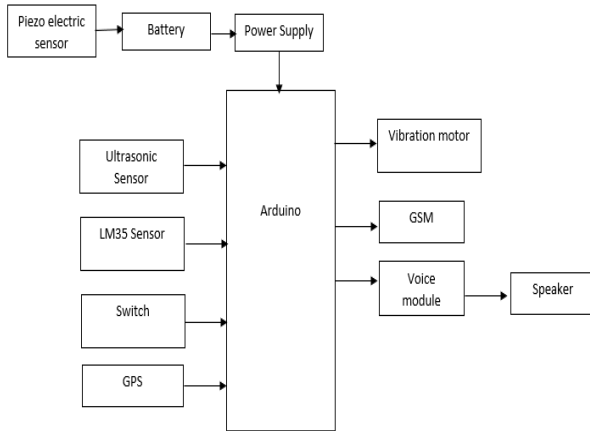 Piezo electric
sensor
Battery
Power Supply
Ultrasonic
Sensor
LM35 Sensor
Switch
GPS
Arduino
Vibration motor
GSM
Voice
module
Speaker